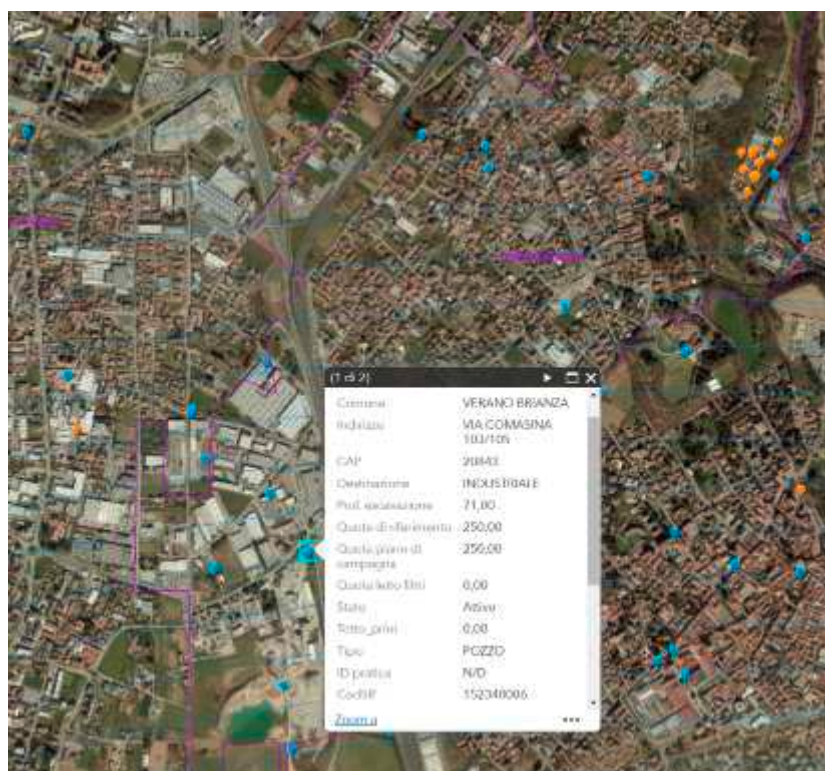 (1 di 2)
Comune VERANO BRIANZA
Indirizzo VIA COMASINA
103/105
CAP 20843
Destinazione INDUSTRIALE
Prof. escavazione 71,00
Quota di riferimento 250,00
Quota piano di 250,00
campagna
Quota letto filtri 0,00
Stato Attivo
0,00
Tipo POZZO
ID pratica N/D
CodSIF
Zoom a